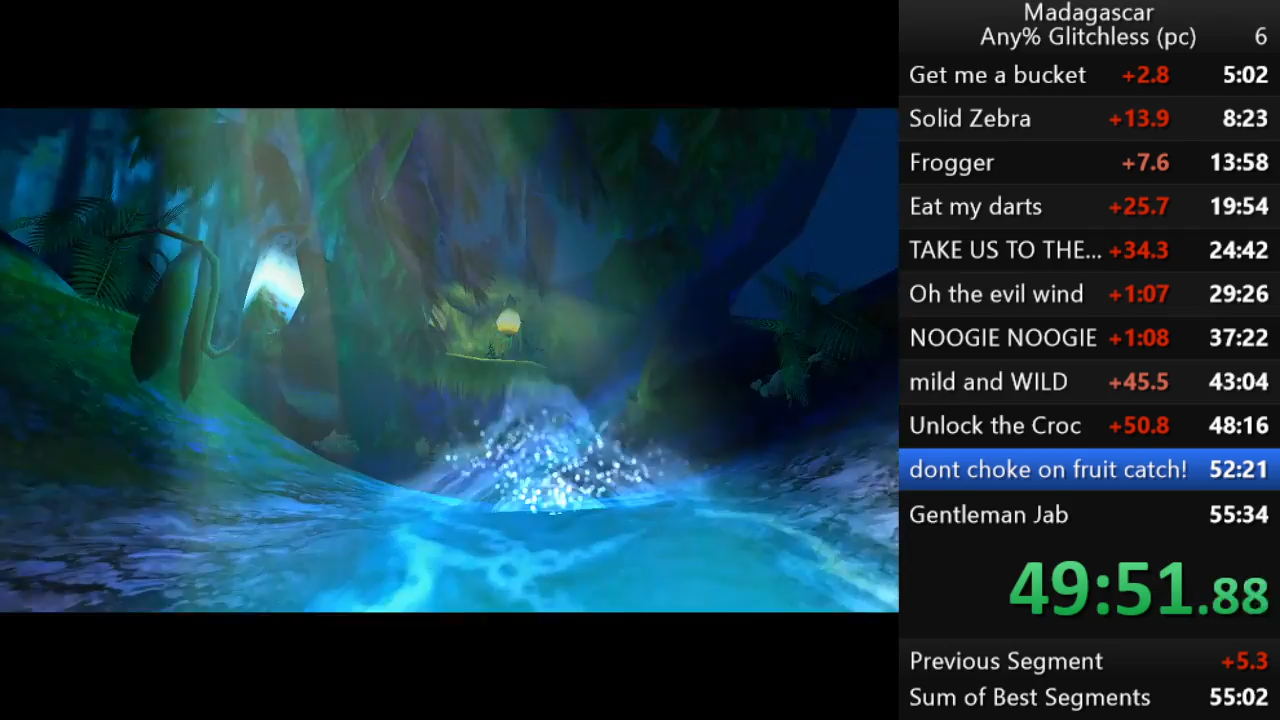 Madagascar
Any% Glitchless (pc) 6
Get me a bucket +2.8 5:02
Solid Zebra +13.9 8:23
Frogger +7.6 13:58
Eat my darts +25.7 19:54
TAKE US TO THE... +34.3 24:42
Oh the evil wind +1:07 29:26
NOOGIE NOOGIE +1:08 37:22
mild and WILD +45.5 43:04
Unlock the Croc +50.8 48:16
dont choke on fruit catch! 52:21
Gentleman Jab 55:34
49:51.88
Previous Segment +5.3
Sum of Best Segments 55:02